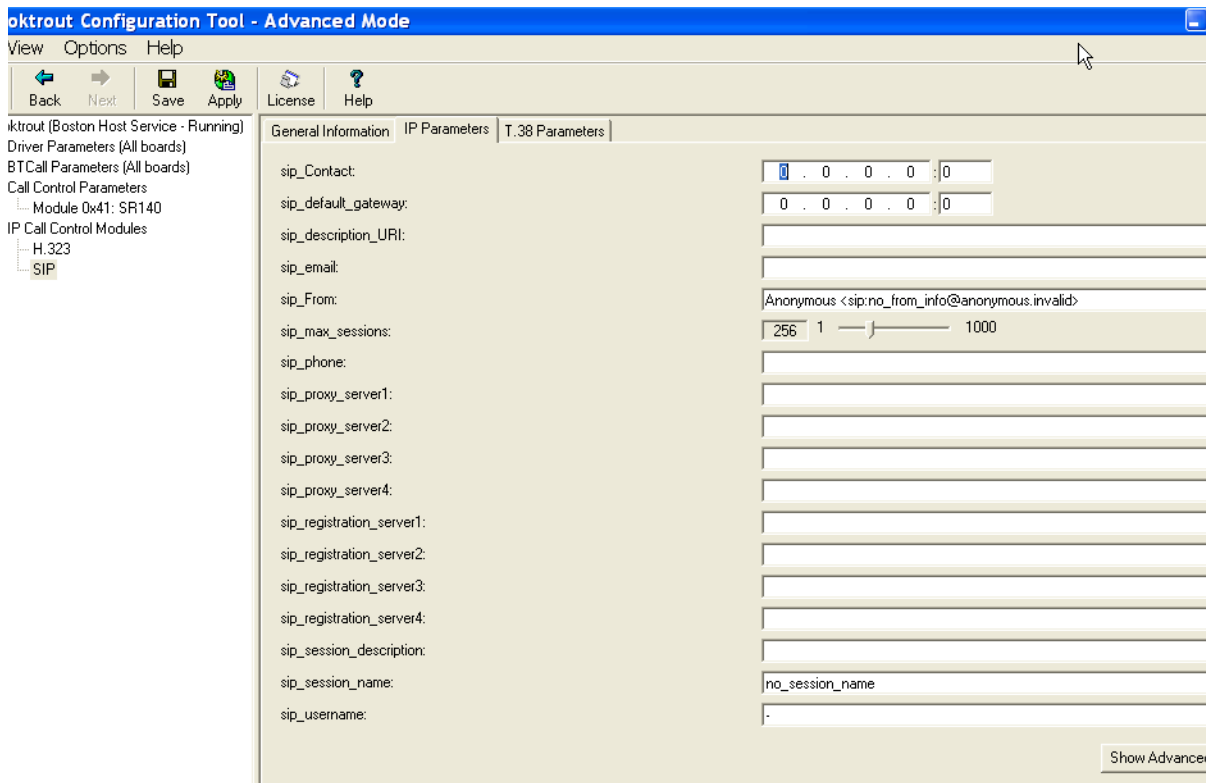 oktrout Configuration Tool - Advanced Mode
View Options Help
Back Next Save Apply License Help
oktrout (Boston Host Service - Running)
Driver Parameters (All boards)
BTCall Parameters (All boards)
Call Control Parameters
Module 0x41: SR140
IP Call Control Modules
H.323
SIP
General Information IP Parameters T.38 Parameters
sip_Contact: 0 . 0 . 0 . 0 :0
sip_default_gateway: 0 . 0 . 0 . 0 :0
sip_description_URI:
sip_email:
sip_From: Anonymous <sip:no_from_info@anonymous.invalid>
sip_max_sessions: 256 1 1000
sip_phone:
sip_proxy_server1:
sip_proxy_server2:
sip_proxy_server3:
sip_proxy_server4:
sip_registration_server1:
sip_registration_server2:
sip_registration_server3:
sip_registration_server4:
sip_session_description:
sip_session_name: no_session_name
sip_username: -
Show Advanced